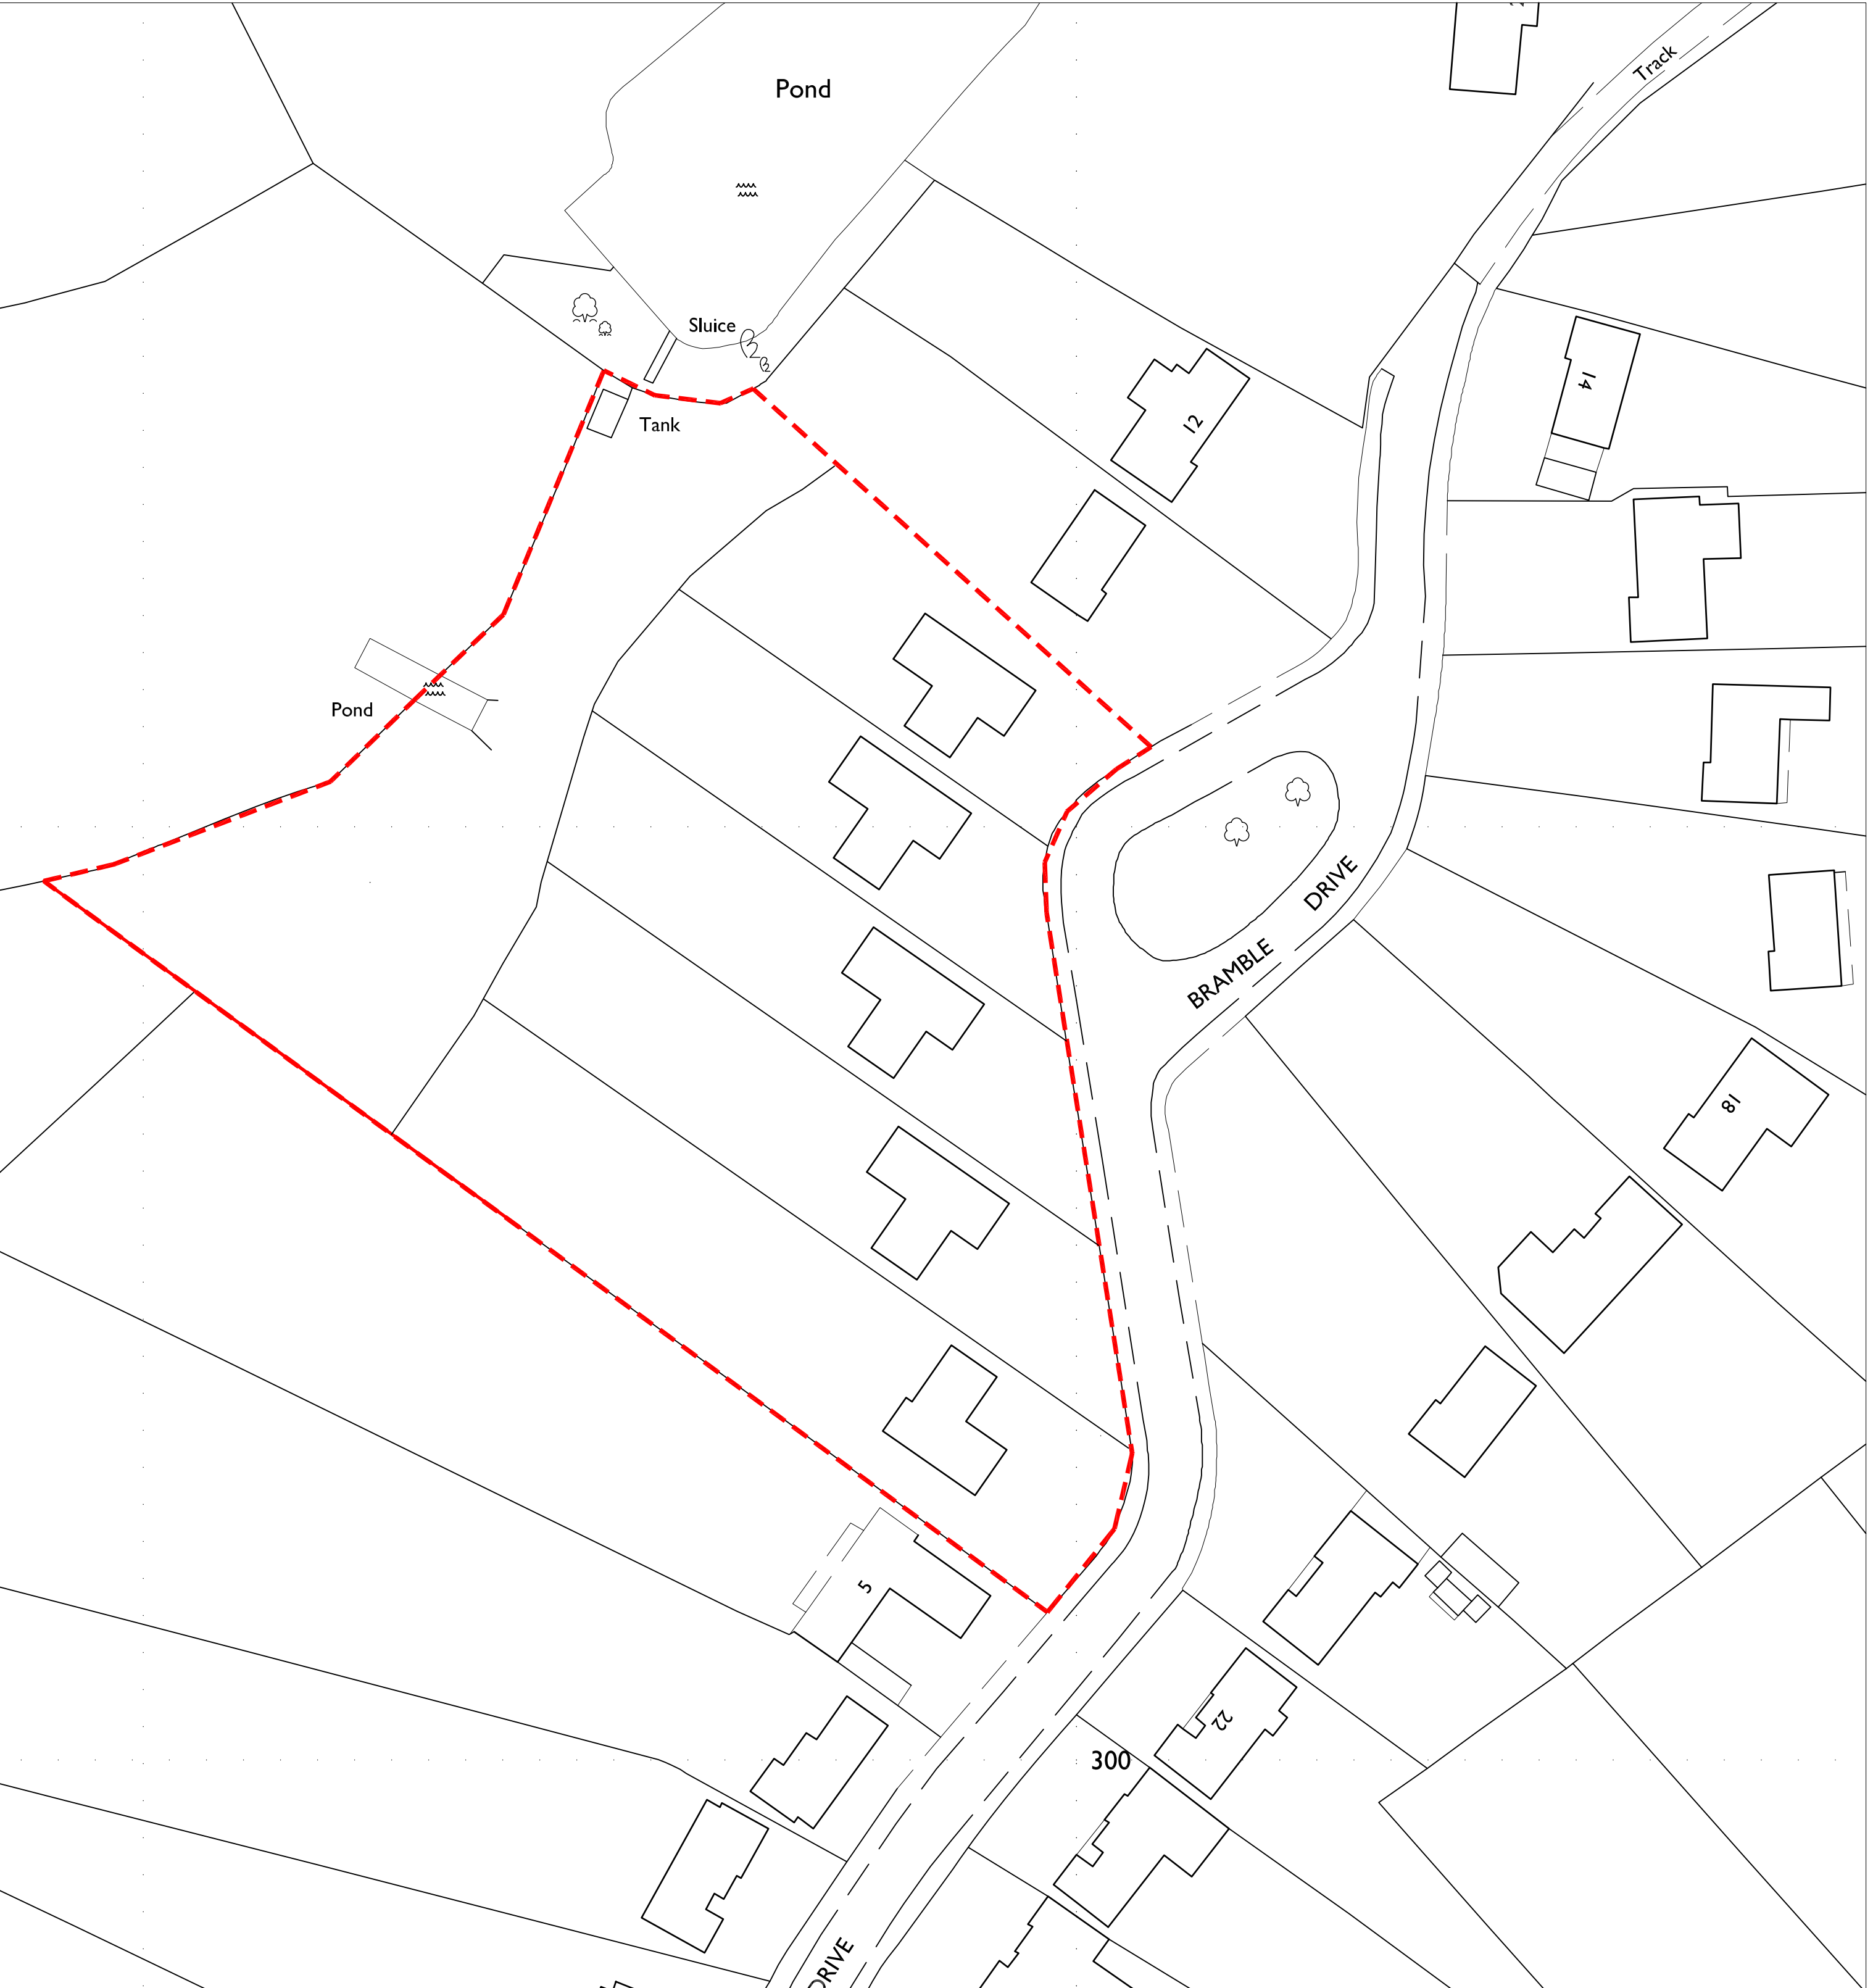 Track
Pond
Sluice
Tank
12
14
Pond
BRAMBLE DRIVE
18
5
22
300
DRIVE